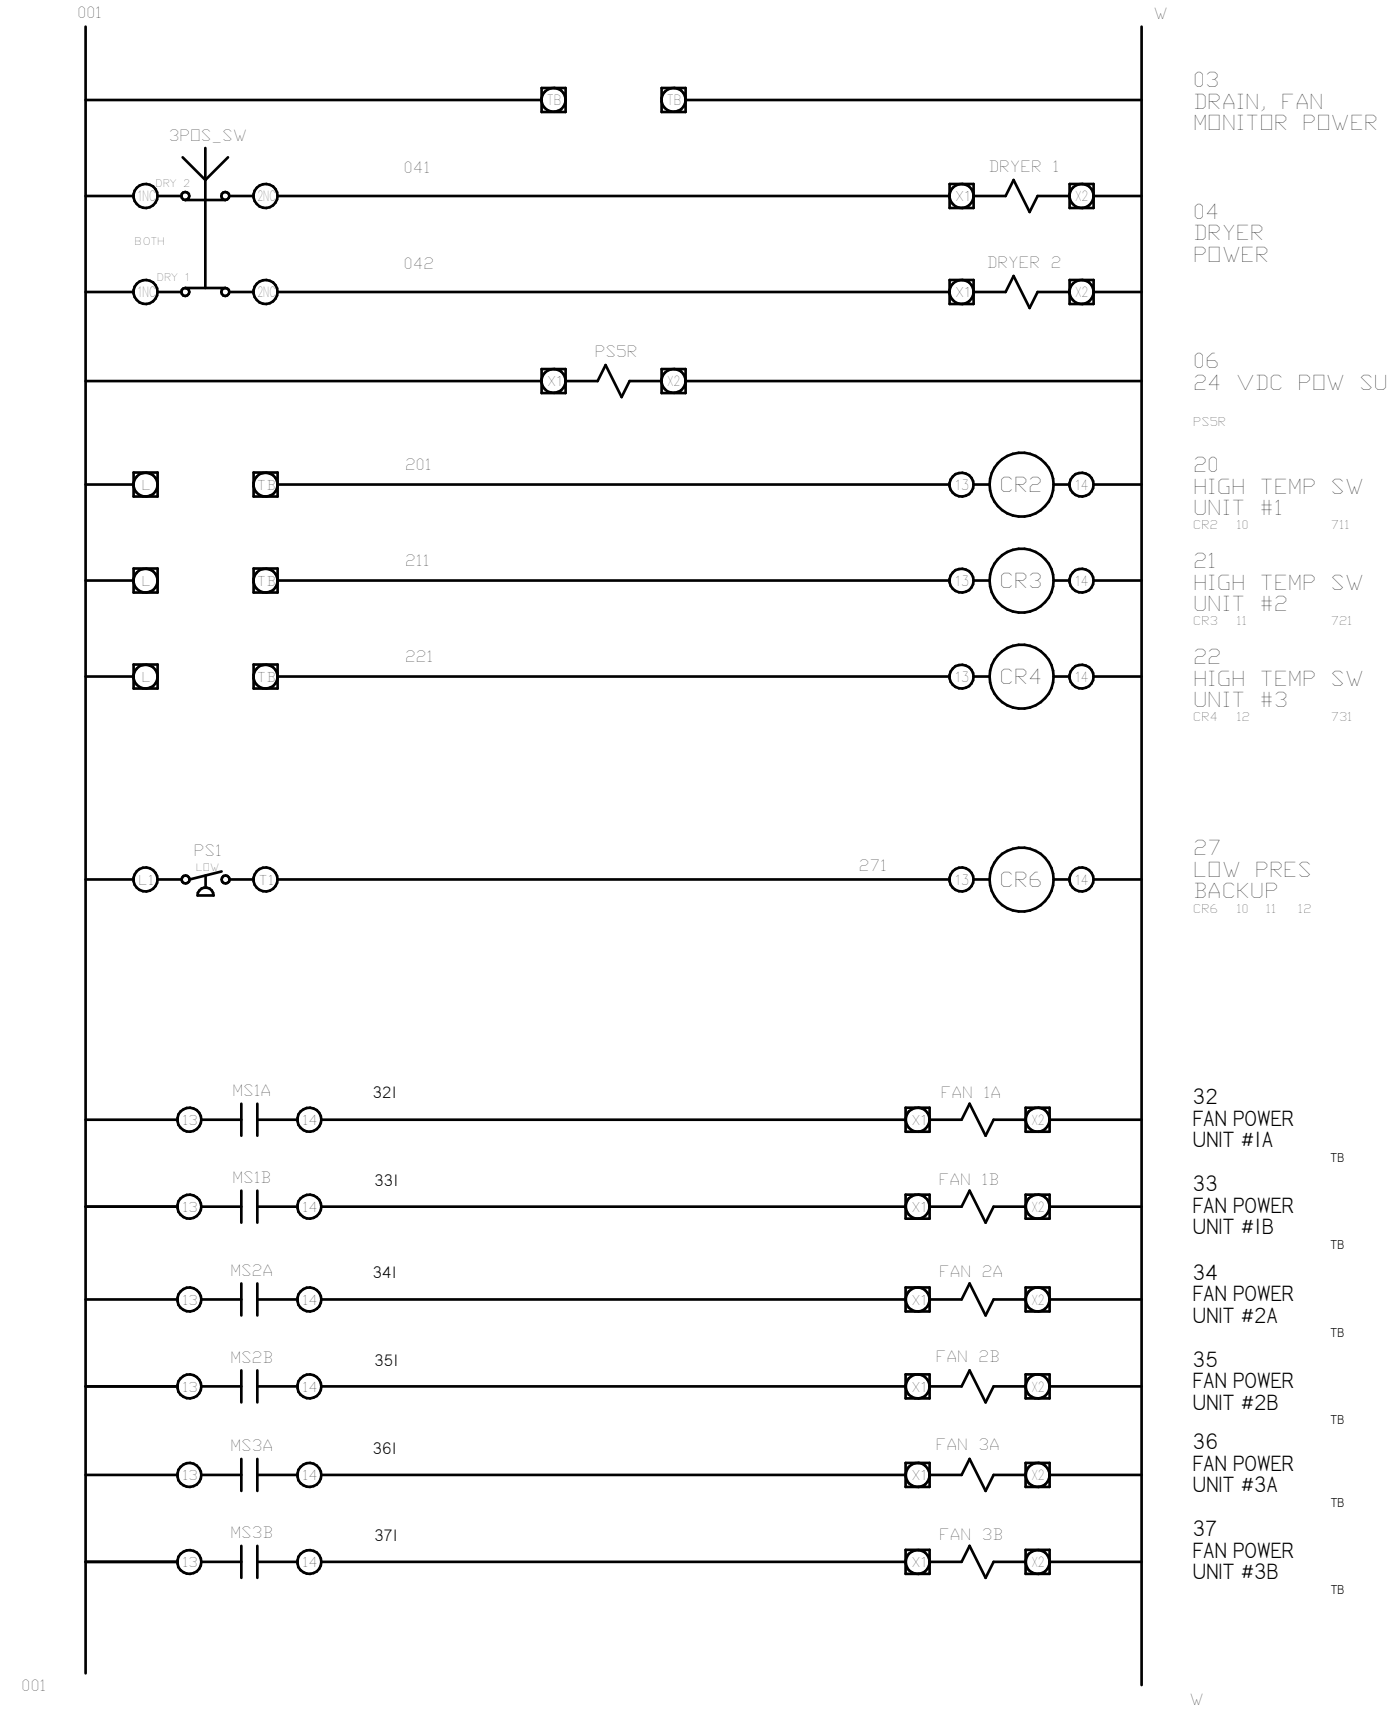 001
W
TB
TB
03
DRAIN, FAN
MONITOR POWER
3POS_SW
DRY 2
041
DRYER 1
1NO
2NO
X1
X2
BOTH
04
DRYER
POWER
DRY 1
042
DRYER 2
1NO
2NO
X1
X2
PS5R
X1
X2
06
24 VDC POW SU
PS5R
L
TB
201
13
CR2
14
20
HIGH TEMP SW
UNIT #1
CR2 10 711
L
TB
211
13
CR3
14
21
HIGH TEMP SW
UNIT #2
CR3 11 721
L
TB
221
13
CR4
14
22
HIGH TEMP SW
UNIT #3
CR4 12 731
PS1
LOW
L1
T1
271
13
CR6
14
27
LOW PRES
BACKUP
CR6 10 11 12
MS1A
13
14
321
FAN 1A
X1
X2
32
FAN POWER
UNIT #1A
TB
MS1B
13
14
331
FAN 1B
X1
X2
33
FAN POWER
UNIT #1B
TB
MS2A
13
14
341
FAN 2A
X1
X2
34
FAN POWER
UNIT #2A
TB
MS2B
13
14
351
FAN 2B
X1
X2
35
FAN POWER
UNIT #2B
TB
MS3A
13
14
361
FAN 3A
X1
X2
36
FAN POWER
UNIT #3A
TB
MS3B
13
14
371
FAN 3B
X1
X2
37
FAN POWER
UNIT #3B
TB
001
W